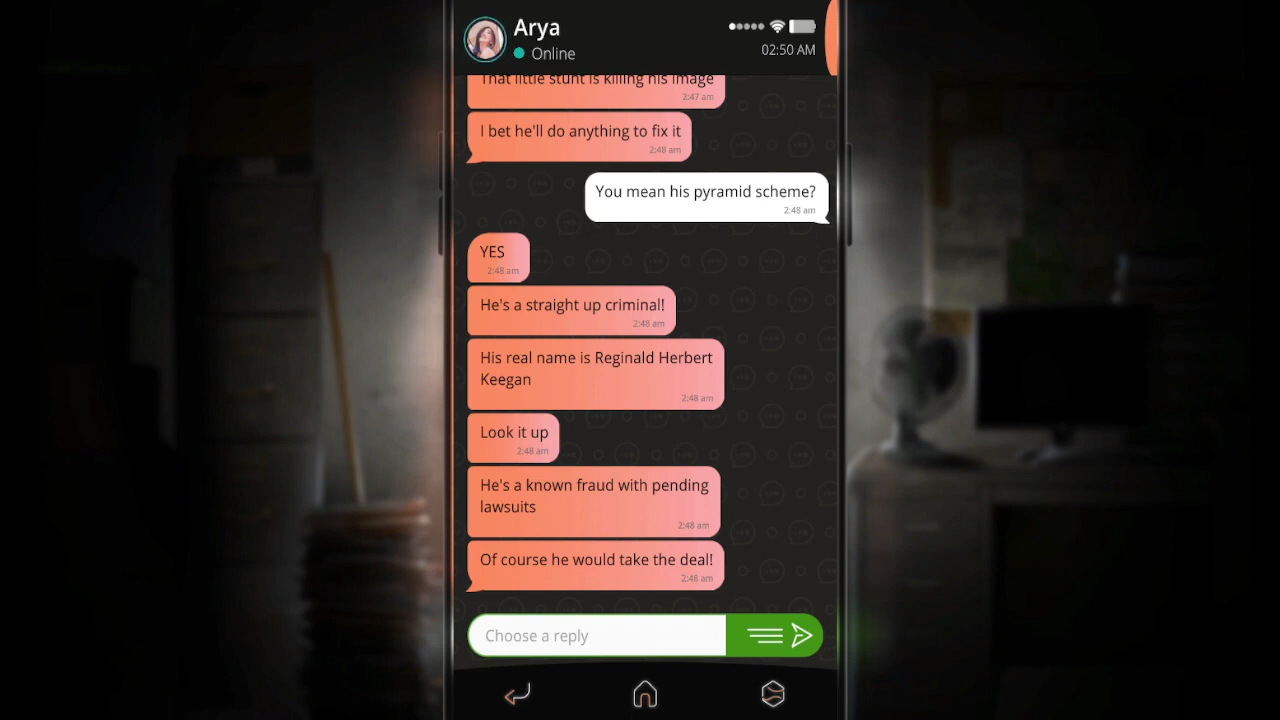 Arya
Online
02:50 AM
That little stunt is killing his image
2:47 am
I bet he'll do anything to fix it
2:48 am
You mean his pyramid scheme?
2:48 am
YES
2:48 am
He's a straight up criminal!
2:48 am
His real name is Reginald Herbert
Keegan
2:48 am
Look it up
2:48 am
He's a known fraud with pending
lawsuits
2:48 am
Of course he would take the deal!
2:48 am
Choose a reply